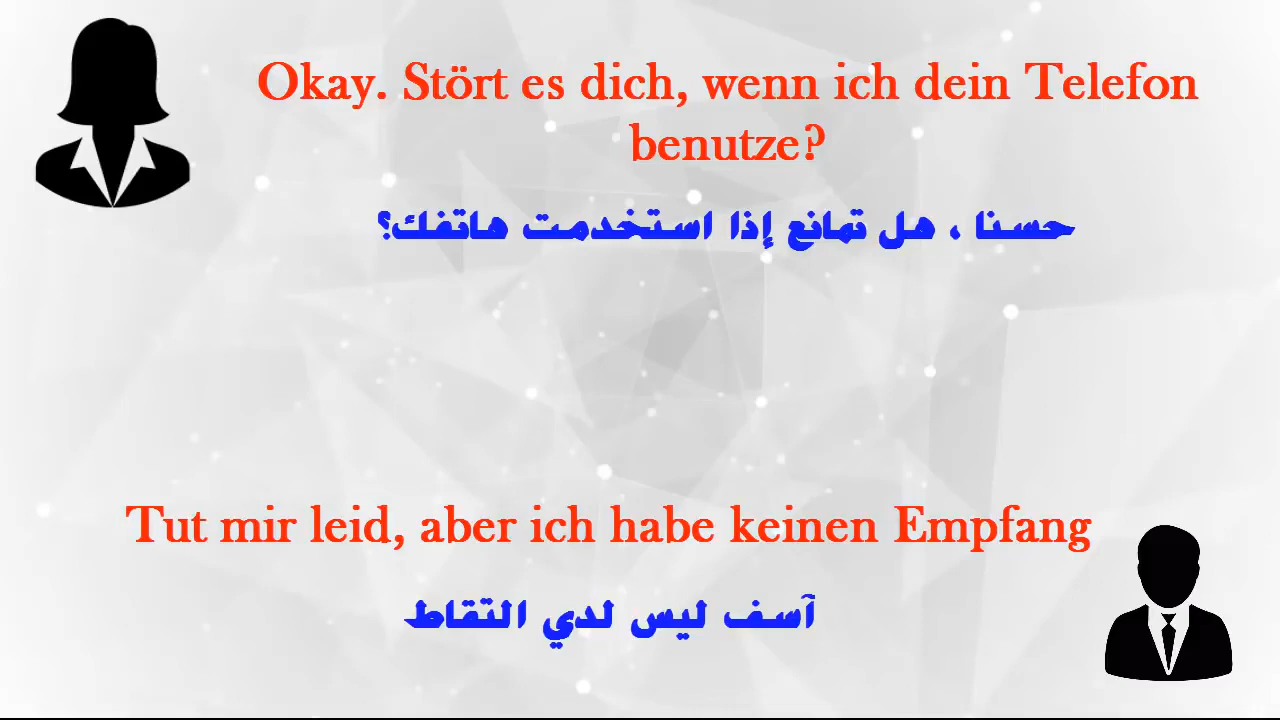 Okay. Stört es dich, wenn ich dein Telefon
benutze?
حسنا ، هل تمانع إذا استخدمت هاتفك؟
Tut mir leid, aber ich habe keinen Empfang
آسف ليس لدي التقاط